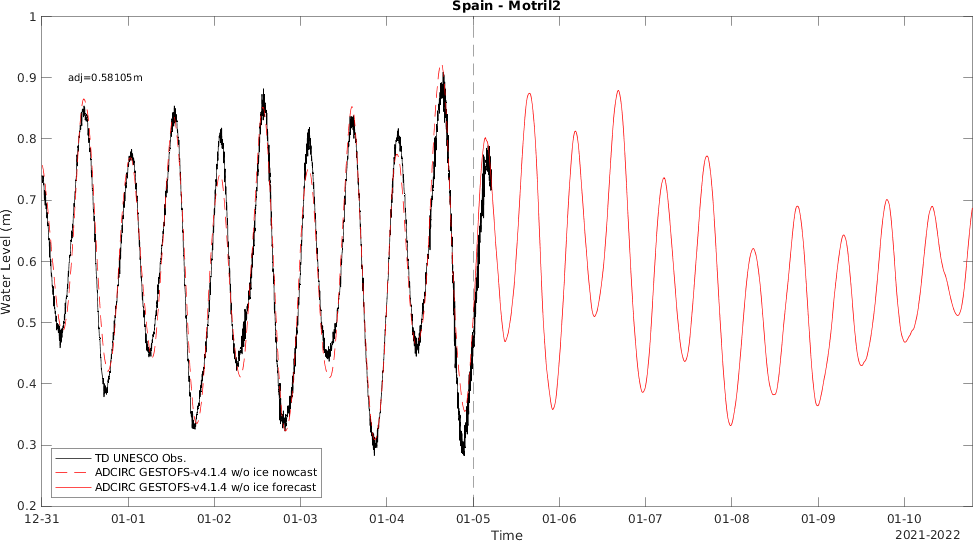 Spain - Motril2
1
0.9
0.8
0.7
0.6
0.5
0.4
0.3
0.2
Water Level (m)
adj=0.58105m
TD UNESCO Obs.
ADCIRC GESTOFS-v4.1.4 w/o ice nowcast
ADCIRC GESTOFS-v4.1.4 w/o ice forecast
12-31 01-01 01-02 01-03 01-04 01-05 01-06 01-07 01-08 01-09 01-10
Time
2021-2022